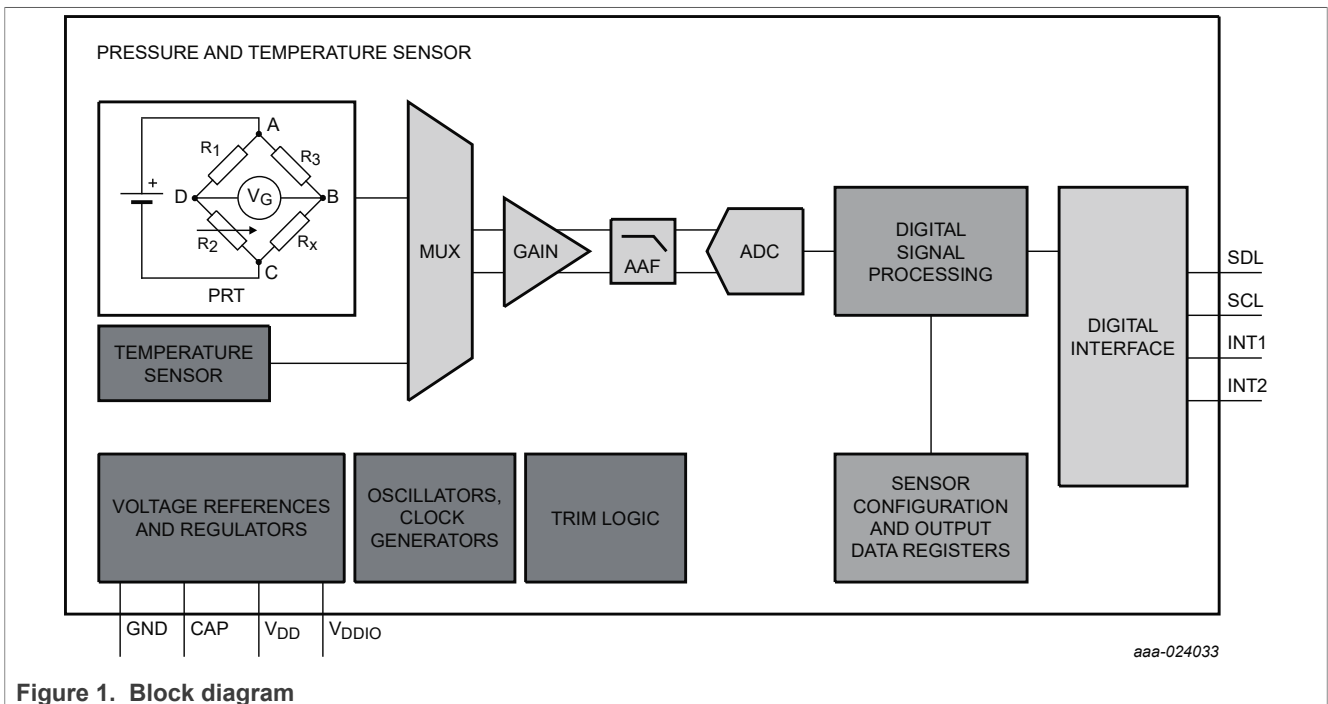 PRESSURE AND TEMPERATURE SENSOR
A
R1
R3
+
D
VG
B
R2
Rx
C
PRT
TEMPERATURE
SENSOR
MUX
GAIN
AAF
ADC
DIGITAL
SIGNAL
PROCESSING
DIGITAL
INTERFACE
SDL
SCL
INT1
INT2
VOLTAGE REFERENCES
AND REGULATORS
OSCILLATORS,
CLOCK
GENERATORS
TRIM LOGIC
SENSOR
CONFIGURATION
AND OUTPUT
DATA REGISTERS
GND
CAP
VDD
VDDIO
aaa-024033
Figure 1. Block diagram